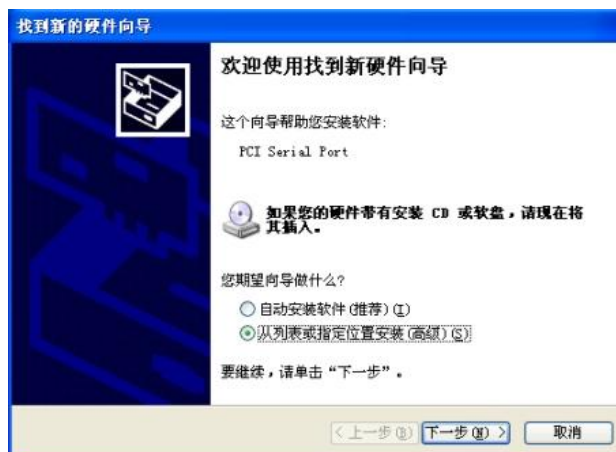 找到新的硬件向导
欢迎使用找到新硬件向导
这个向导帮助您安装软件:
PCI Serial Port
如果您的硬件带有安装 CD 或软盘，请现在将
其插入。
您期望向导做什么?
自动安装软件(推荐)(I)
从列表或指定位置安装(高级)(S)
要继续，请单击“下一步”。
<上一步(B) 下一步(N)> 取消